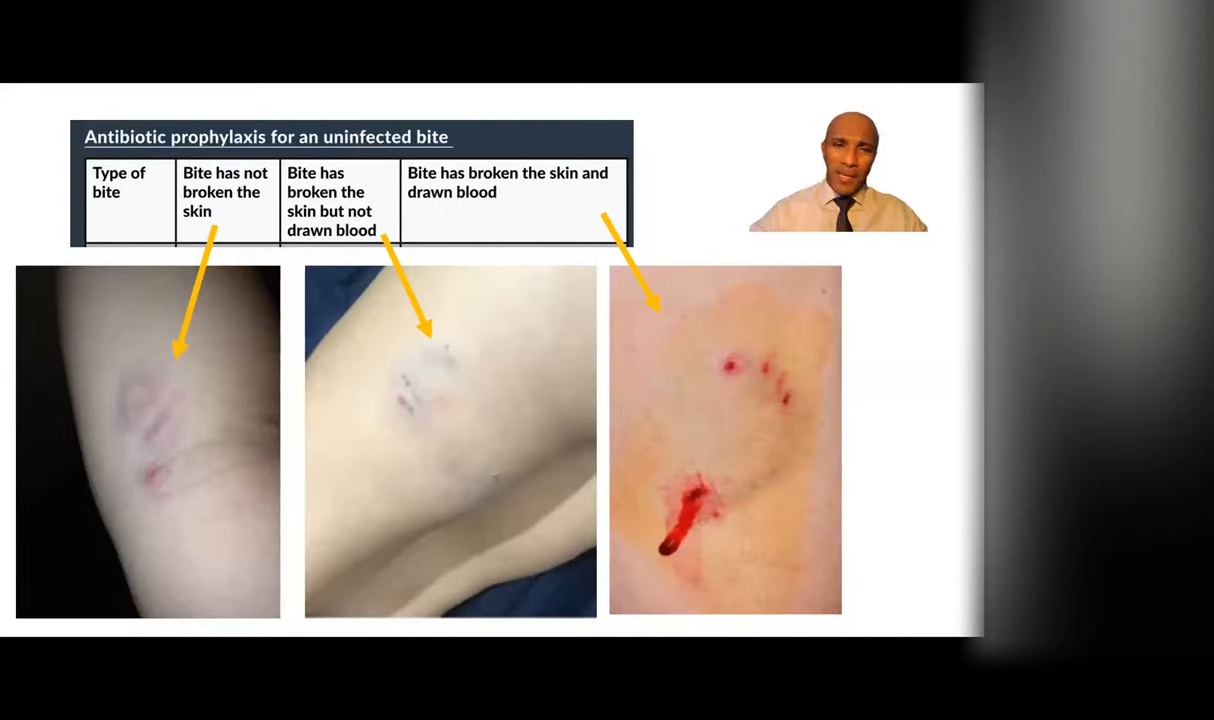 Antibiotic prophylaxis for an uninfected bite
Type of
bite
Bite has not
broken the
skin
Bite has
broken the
skin but not
drawn blood
Bite has broken the skin and
drawn blood